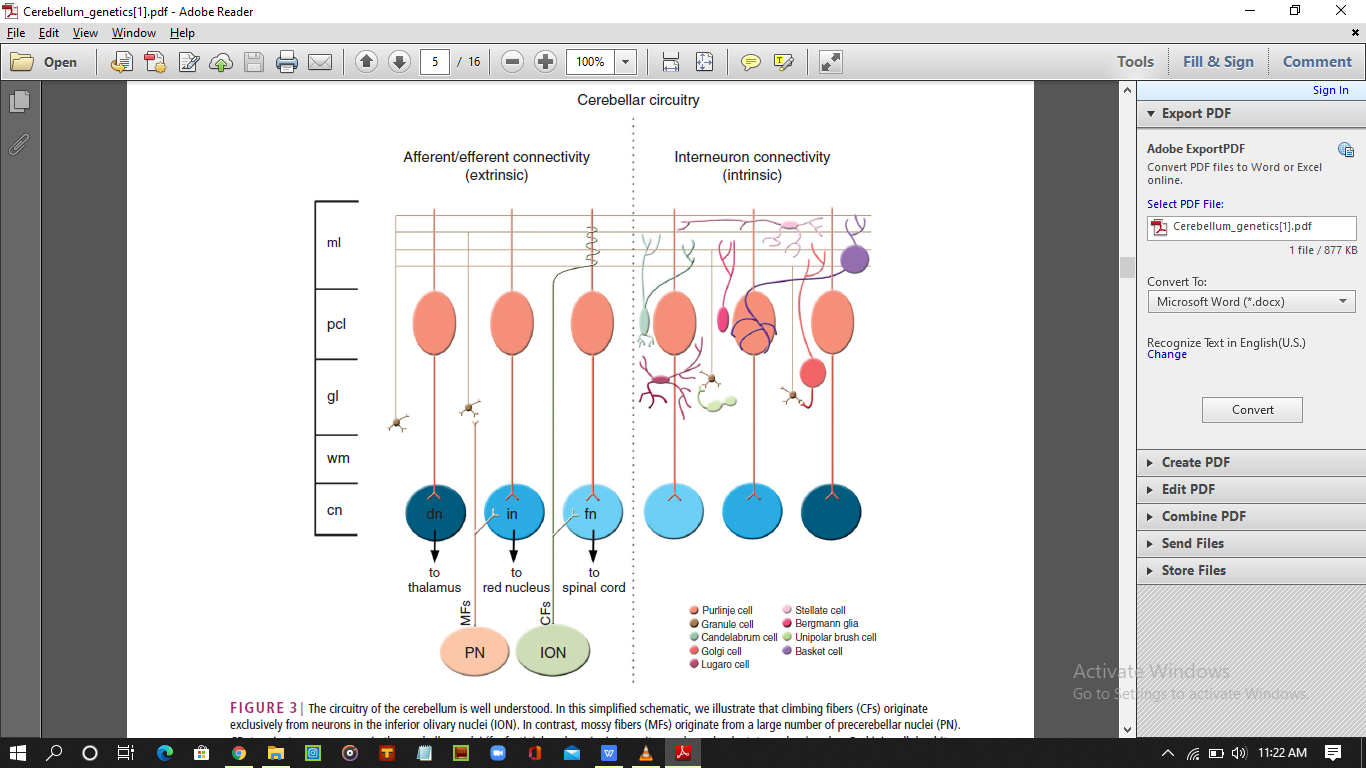 Cerebellum_genetics[1].pdf - Adobe Reader
File Edit View Window Help
Open
5 / 16
100%
Tools Fill & Sign Comment
Sign In
Export PDF
Adobe ExportPDF
Convert PDF files to Word or Excel
online.
Select PDF File:
Cerebellum_genetics[1].pdf
1 file / 877 KB
Convert To:
Microsoft Word (*.docx)
Recognize Text in English(U.S.)
Change
Convert
Create PDF
Edit PDF
Combine PDF
Send Files
Store Files
Cerebellar circuitry
Afferent/efferent connectivity
(extrinsic)
Interneuron connectivity
(intrinsic)
ml
pcl
gl
wm
cn
dn in fn
to
thalamus
to
red nucleus
to
spinal cord
MFs
CFs
PN
ION
Purlinje cell
Granule cell
Candelabrum cell
Golgi cell
Lugaro cell
Stellate cell
Bergmann glia
Unipolar brush cell
Basket cell
FIGURE 3 | The circuitry of the cerebellum is well understood. In this simplified schematic, we illustrate that climbing fibers (CFs) originate
exclusively from neurons in the inferior olivary nuclei (ION). In contrast, mossy fibers (MFs) originate from a large number of precerebellar nuclei (PN).
Activate Windows
Go to Settings to activate Windows.
11:22 AM